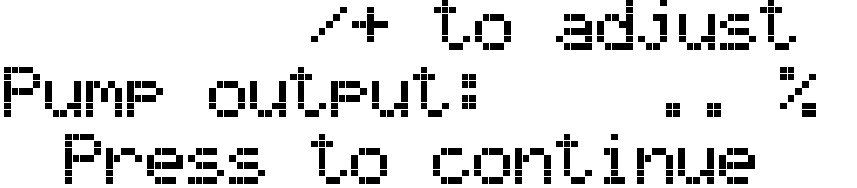 /+ to adjust
Pump output: .. %
Press to continue